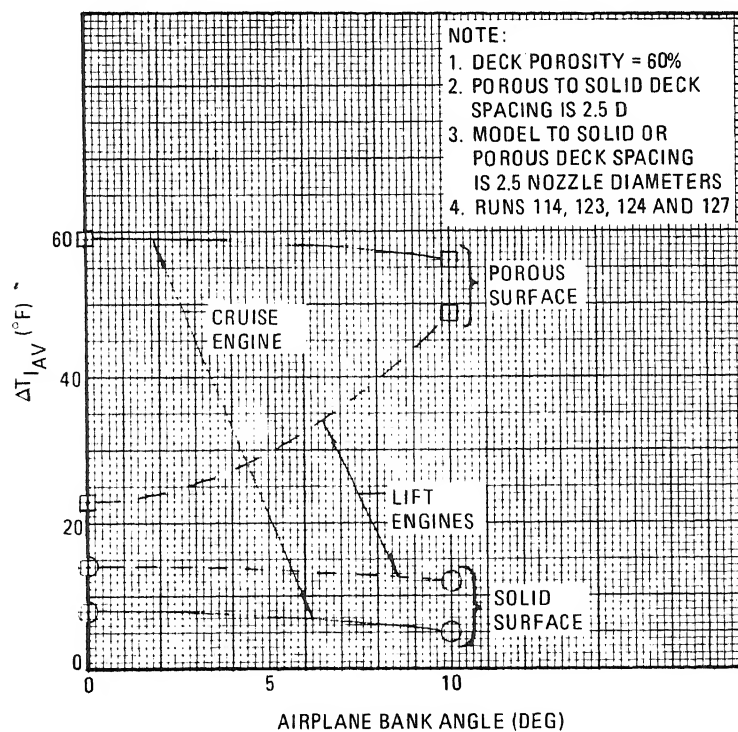 NOTE:
1. DECK POROSITY = 60%
2. POROUS TO SOLID DECK
SPACING IS 2.5 D
3. MODEL TO SOLID OR
POROUS DECK SPACING
IS 2.5 NOZZLE DIAMETERS
4. RUNS 114, 123, 124 AND 127
60
40
20
0
ΔT_I_AV (°F) ~
CRUISE
ENGINE
POROUS
SURFACE
LIFT
ENGINES
SOLID
SURFACE
0
5
10
AIRPLANE BANK ANGLE (DEG)